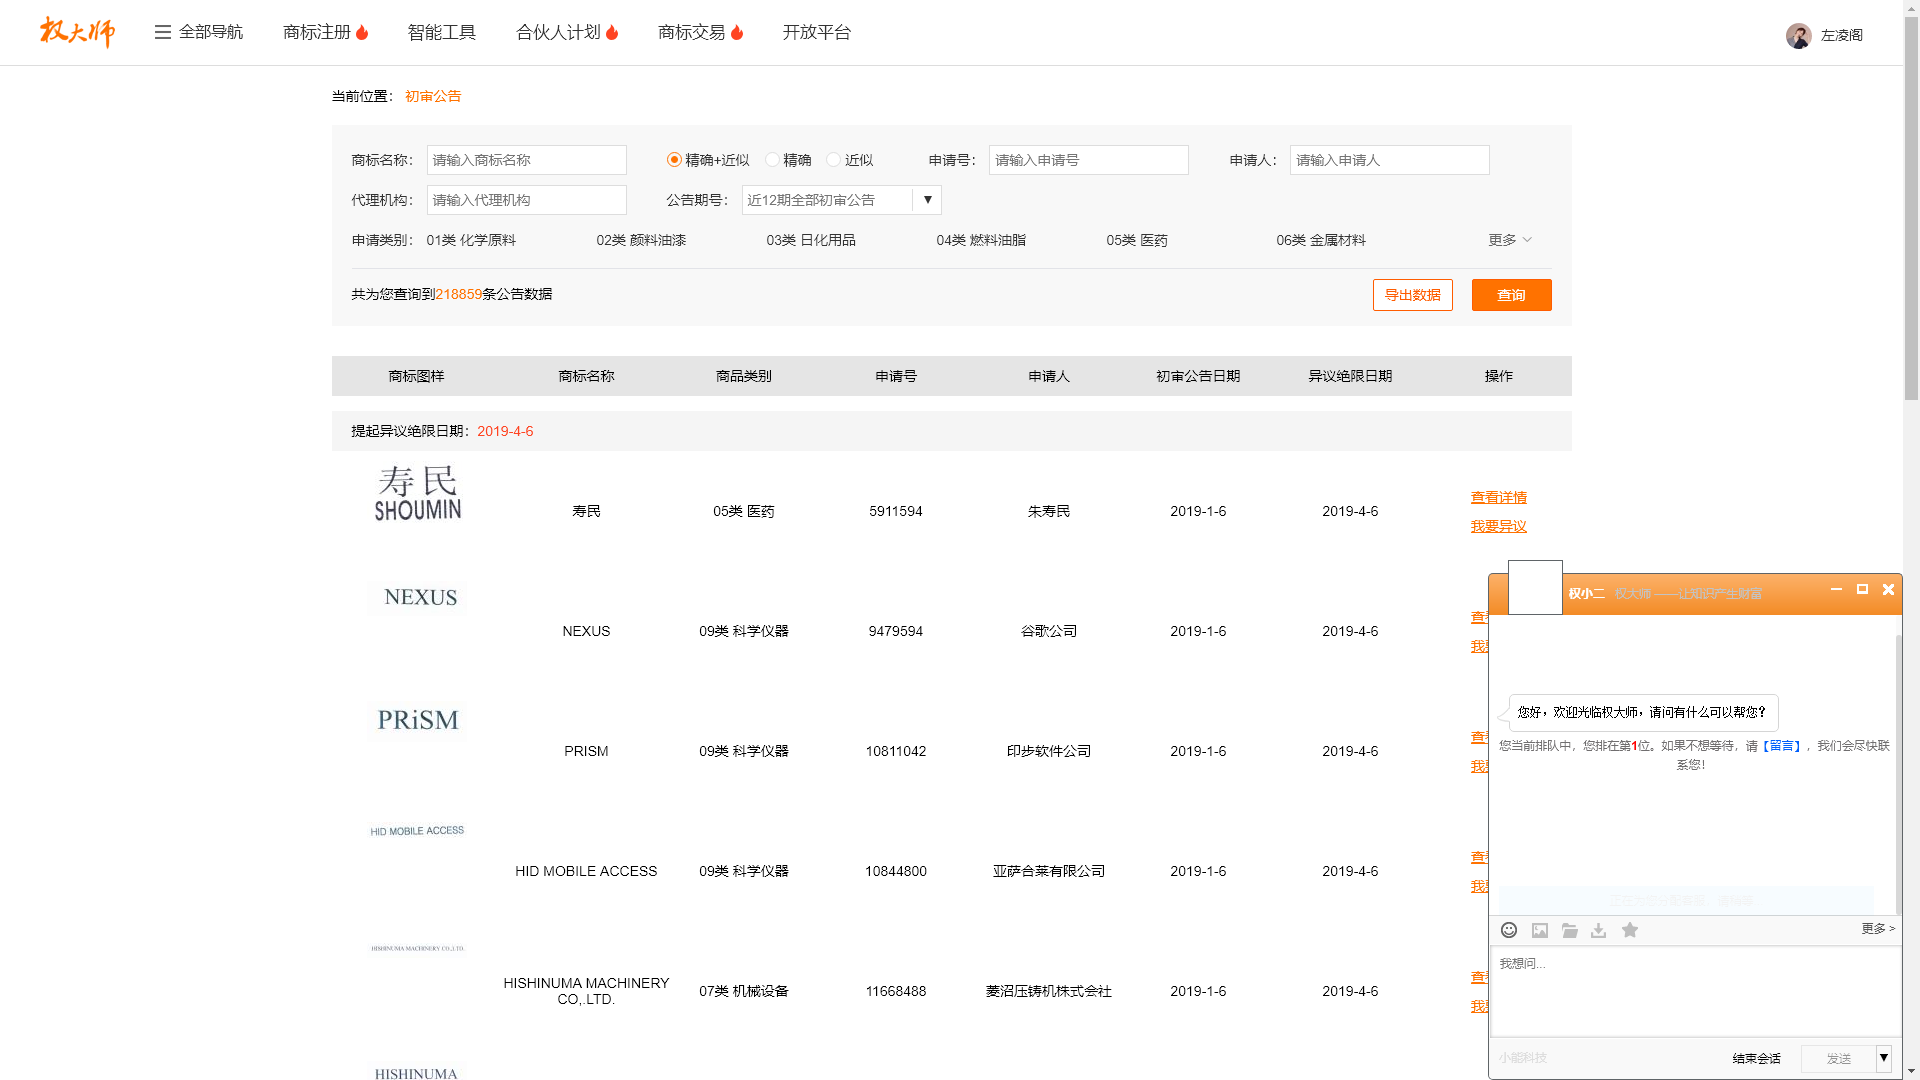 权大师
全部导航 商标注册 智能工具 合伙人计划 商标交易 开放平台 左凌阁
当前位置： 初审公告
商标名称： 请输入商标名称 精确+近似 精确 近似 申请号： 请输入申请号 申请人： 请输入申请人
代理机构： 请输入代理机构 公告期号： 近12期全部初审公告 ▼
申请类别： 01类 化学原料 02类 颜料油漆 03类 日化用品 04类 燃料油脂 05类 医药 06类 金属材料 更多
共为您查询到218859条公告数据 导出数据 查询
商标图样 商标名称 商品类别 申请号 申请人 初审公告日期 异议绝限日期 操作
提起异议绝限日期：2019-4-6
寿民
SHOUMIN
寿民 05类 医药 5911594 朱寿民 2019-1-6 2019-4-6
查看详情
我要异议
NEXUS
NEXUS 09类 科学仪器 9479594 谷歌公司 2019-1-6 2019-4-6
PRiSM
PRISM 09类 科学仪器 10811042 印步软件公司 2019-1-6 2019-4-6
HID MOBILE ACCESS
HID MOBILE ACCESS 09类 科学仪器 10844800 亚萨合莱有限公司 2019-1-6 2019-4-6
HISHINUMA MACHINERY CO.,LTD.
HISHINUMA MACHINERY
CO,.LTD.
07类 机械设备 11668488 菱沼压铸机株式会社 2019-1-6 2019-4-6
HISHINUMA
权小二 权大师 ——让知识产生财富
您好，欢迎光临权大师，请问有什么可以帮您？
您当前排队中，您排在第1位。如果不想等待，请【留言】，我们会尽快联
系您！
更多 >
我想问...
小能科技 结束会话 发送 ▼